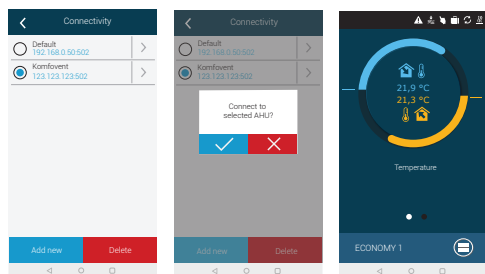 Connectivity
Default
192.168.0.50:502
Komfovent
123.123.123:502
Add new
Delete
Connectivity
Default
192.168.0.50:502
Komfovent
123.123.123:502
Connect to
selected AHU?
Add new
Delete
21,9 °C
21,3 °C
Temperature
ECONOMY 1